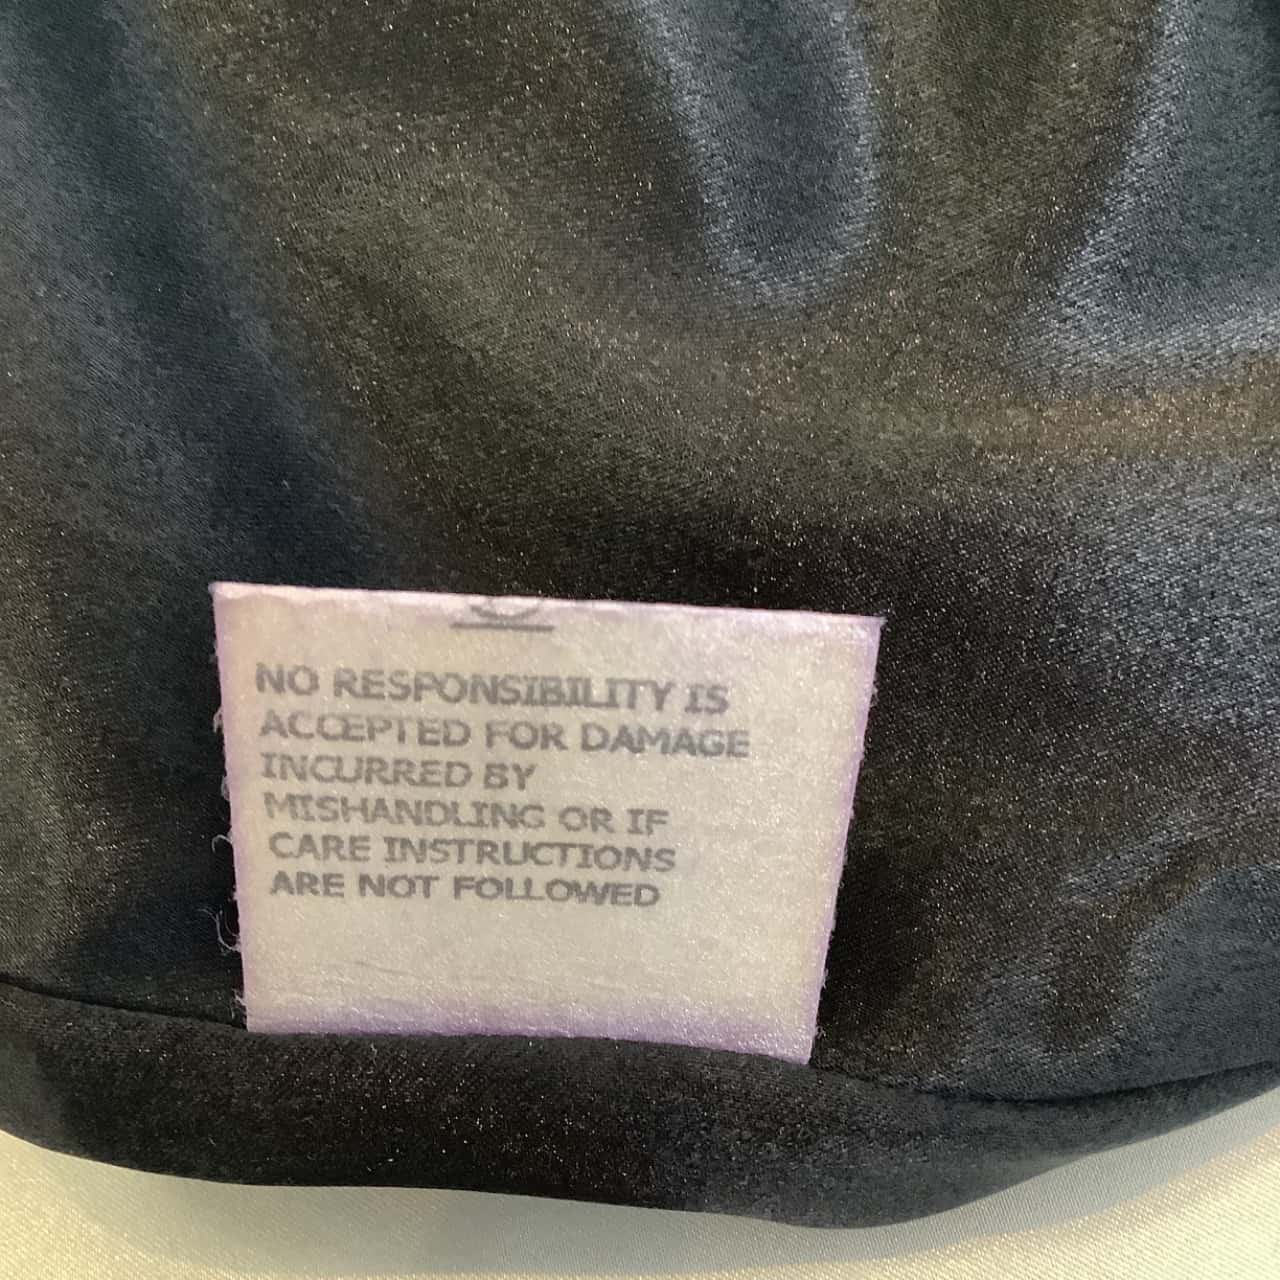 NO RESPONSIBILITY IS
ACCEPTED FOR DAMAGE
INCURRED BY
MISHANDLING OR IF
CARE INSTRUCTIONS
ARE NOT FOLLOWED